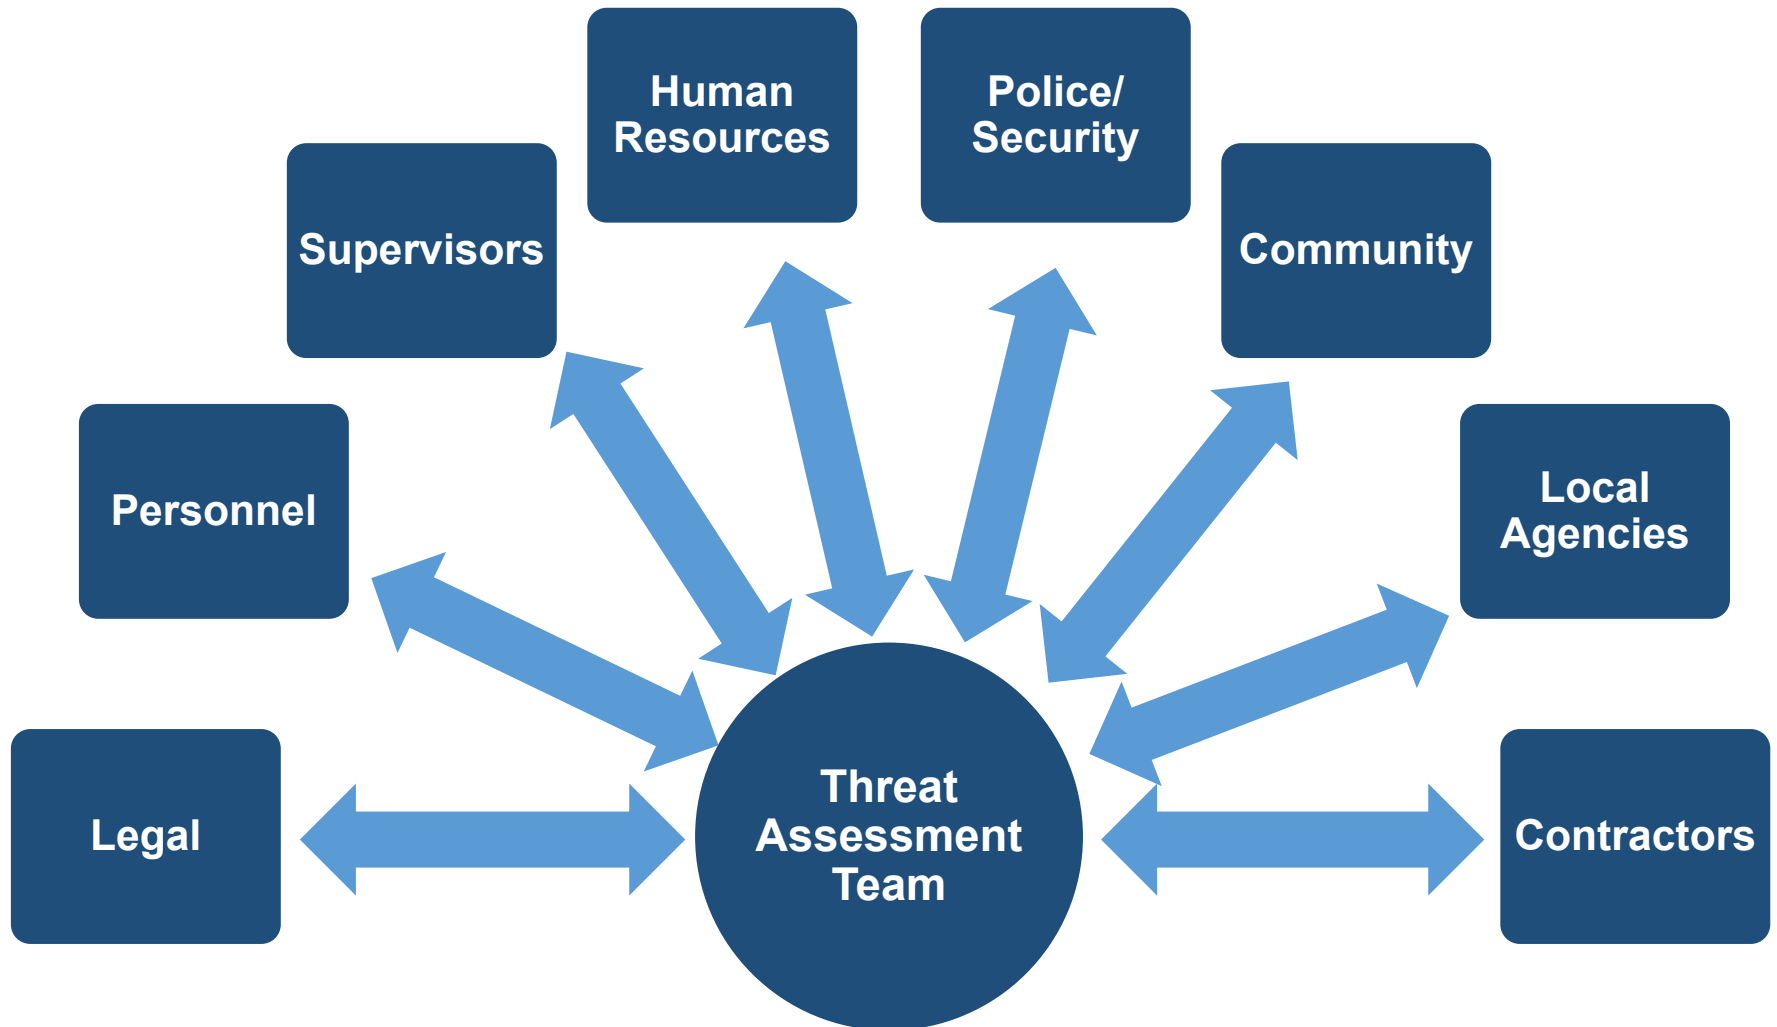 Human
Resources
Police/
Security
Supervisors
Community
Personnel
Local
Agencies
Legal
Threat
Assessment
Team
Contractors